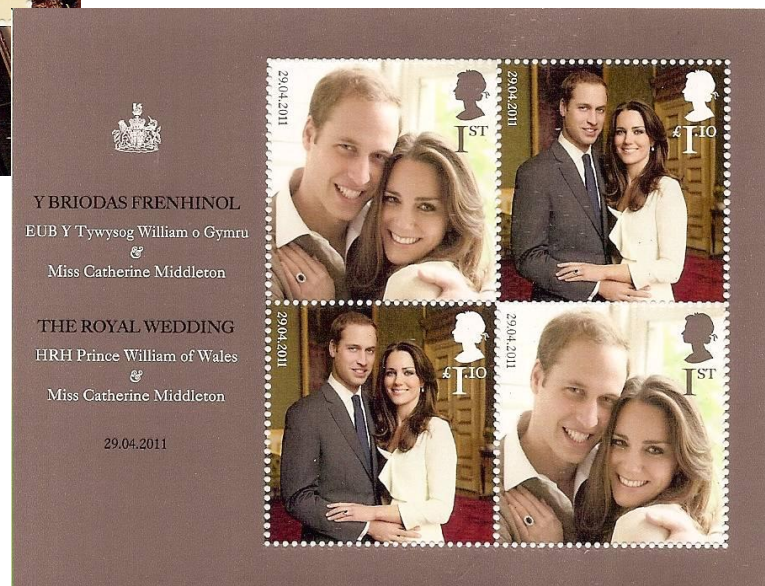 Y BRIODAS FRENHINOL
EUB Y Tywysog William o Gymru
&
Miss Catherine Middleton
THE ROYAL WEDDING
HRH Prince William of Wales
&
Miss Catherine Middleton
29.04.2011
29.04.2011
1ST
29.04.2011
£1.10
29.04.2011
£1.10
29.04.2011
1ST